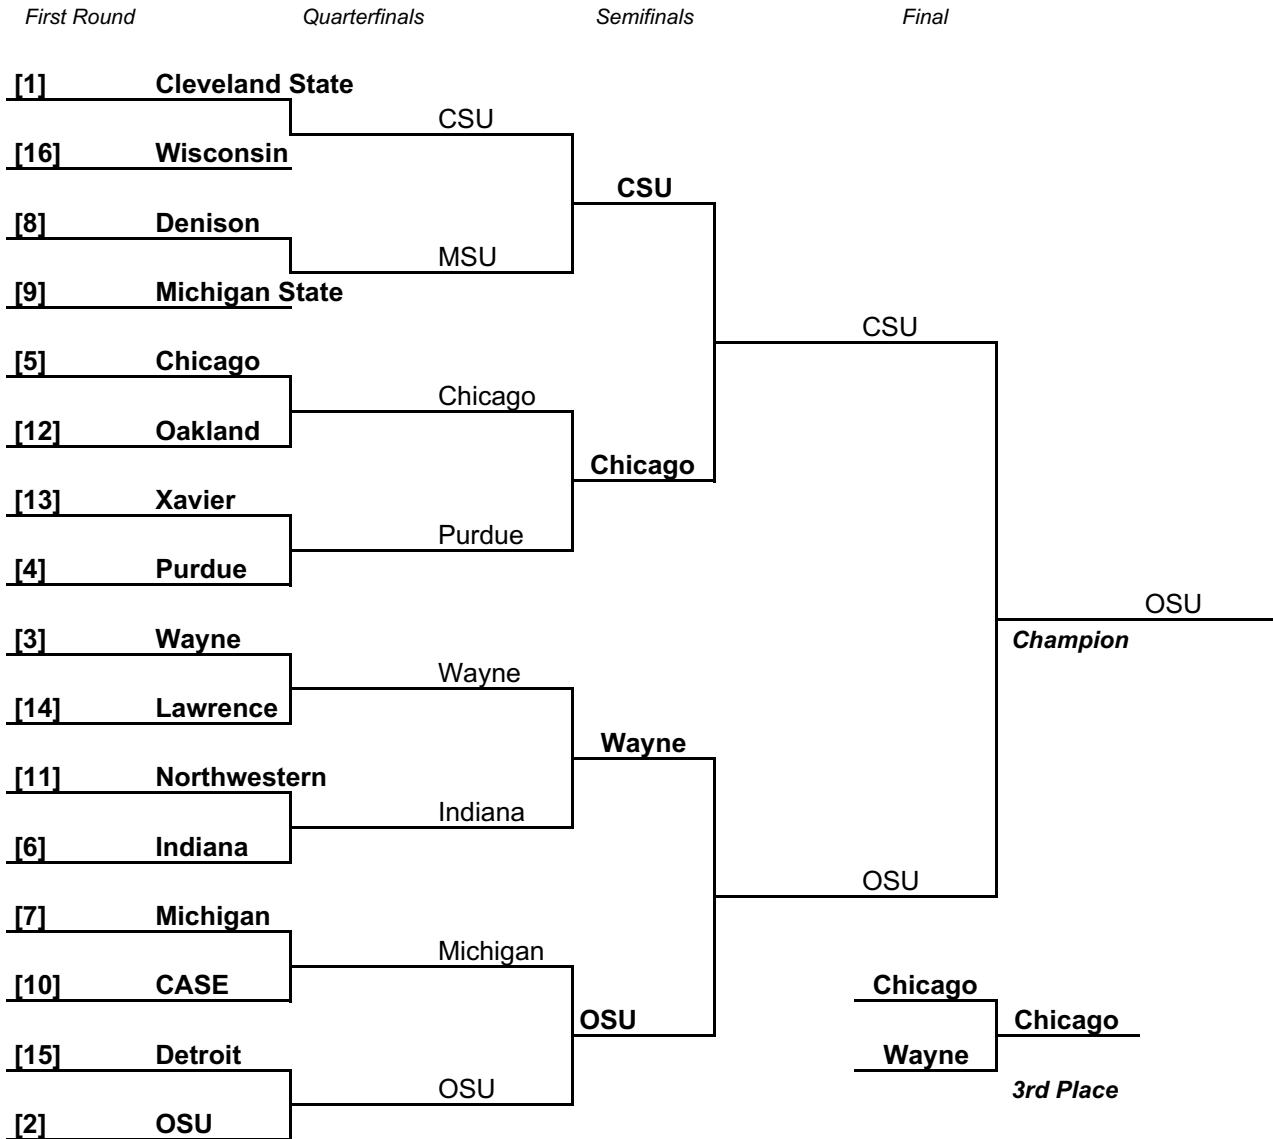 First Round Quarterfinals Semifinals Final
[1] Cleveland State
CSU
[16] Wisconsin
CSU
[8] Denison
MSU
[9] Michigan State
CSU
[5] Chicago
Chicago
[12] Oakland
Chicago
[13] Xavier
Purdue
[4] Purdue
OSU
[3] Wayne Champion
Wayne
[14] Lawrence
Wayne
[11] Northwestern
Indiana
[6] Indiana
OSU
[7] Michigan
Michigan
[10] CASE Chicago
OSU Chicago
[15] Detroit Wayne
OSU 3rd Place
[2] OSU